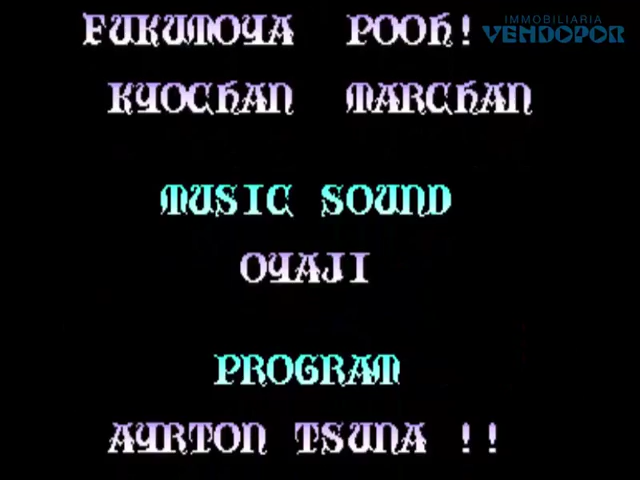 IMMOBILIARIA
VENDOPOR
FUKUMOYA POOH!
KYOCHAN MARCHAN
MUSIC SOUND
OYAJI
PROGRAM
AYRTON TSUNA !!